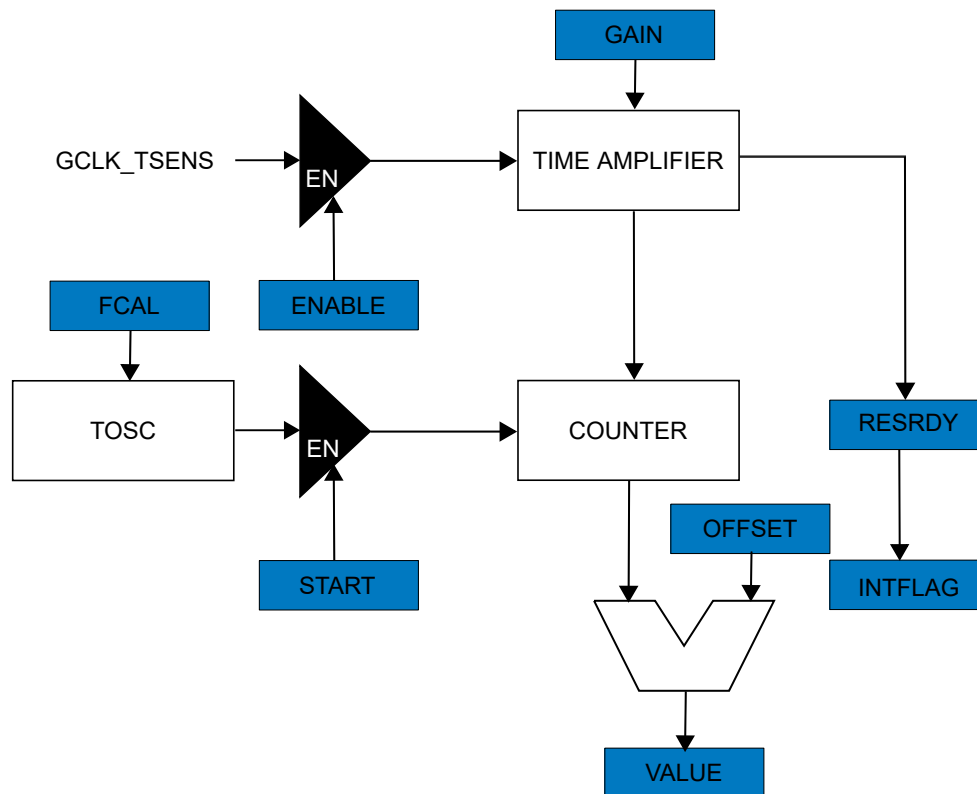 GAIN
GCLK_TSENS
EN
TIME AMPLIFIER
FCAL
ENABLE
TOSC
EN
COUNTER
RESRDY
OFFSET
START
INTFLAG
VALUE